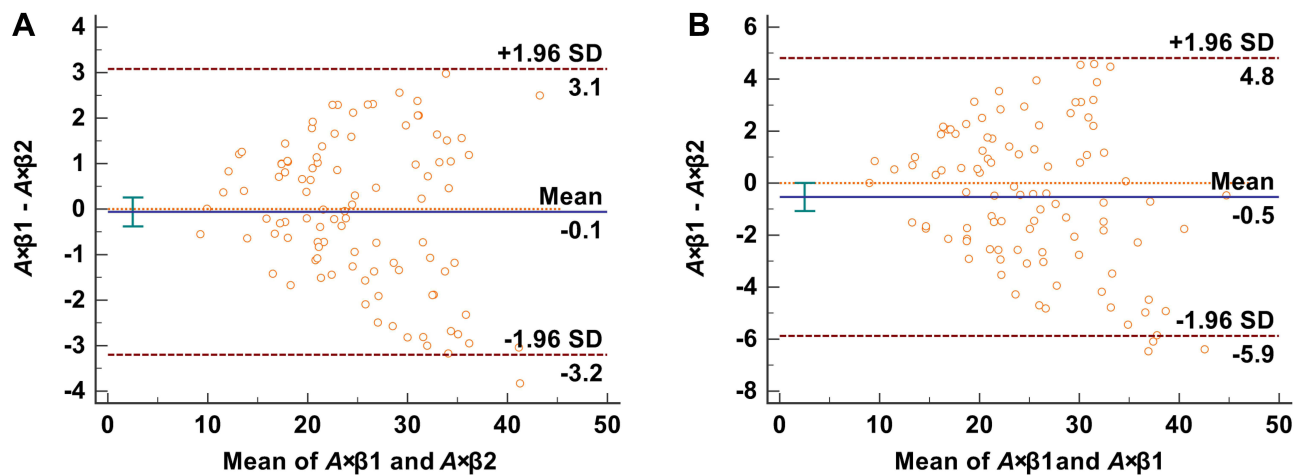 A
4
3
2
1
0
-1
-2
-3
-4
+1.96 SD
3.1
Mean
-0.1
-1.96 SD
-3.2
0
10
20
30
40
50
A×β1 - A×β2
Mean of A×β1 and A×β2
B
6
4
2
0
-2
-4
-6
-8
+1.96 SD
4.8
Mean
-0.5
-1.96 SD
-5.9
0
10
20
30
40
50
A×β1 - A×β2
Mean of A×β1and A×β1